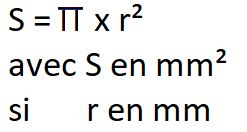 S = ∏ x r²
avec S en mm²
si r en mm